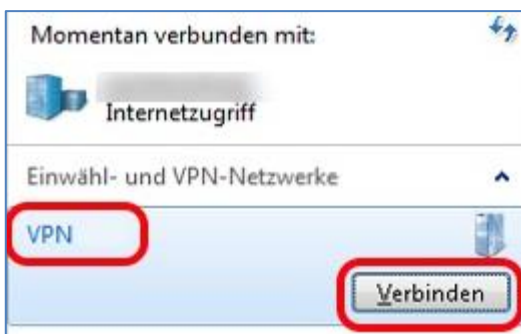 Momentan verbunden mit:
Internetzugriff
Einwähl- und VPN-Netzwerke
VPN
Verbinden